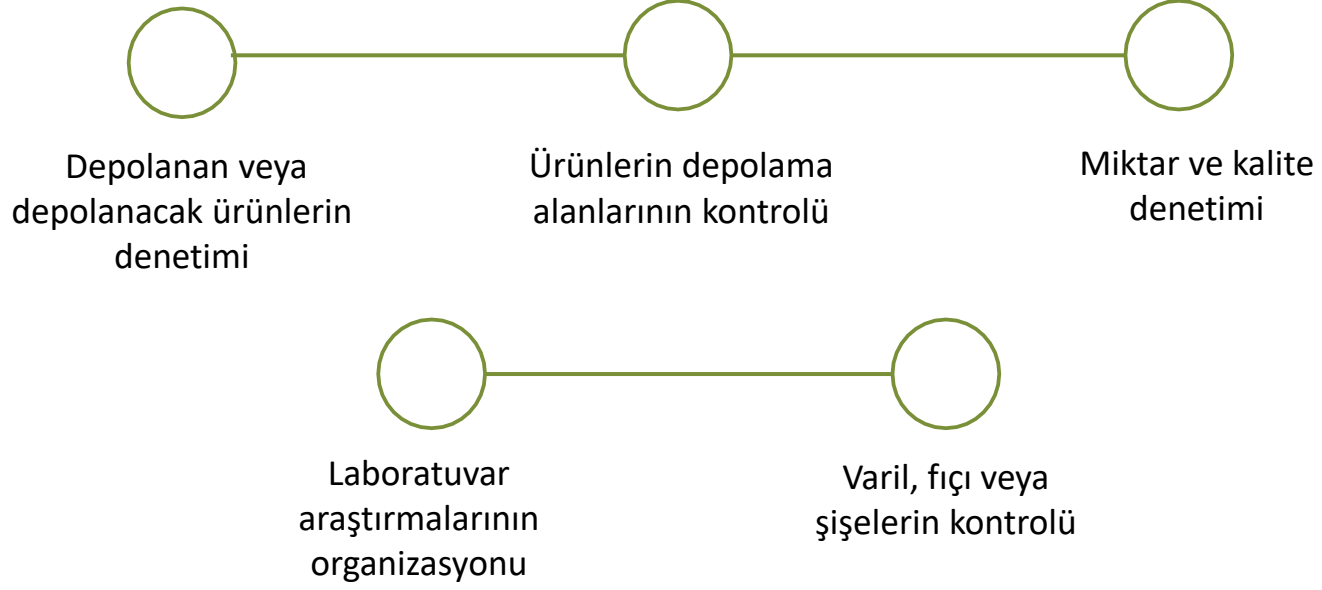 Depolanan veya
depolanacak ürünlerin
denetimi
Ürünlerin depolama
alanlarının kontrolü
Miktar ve kalite
denetimi
Laboratuvar
araştırmalarının
organizasyonu
Varil, fıçı veya
şişelerin kontrolü